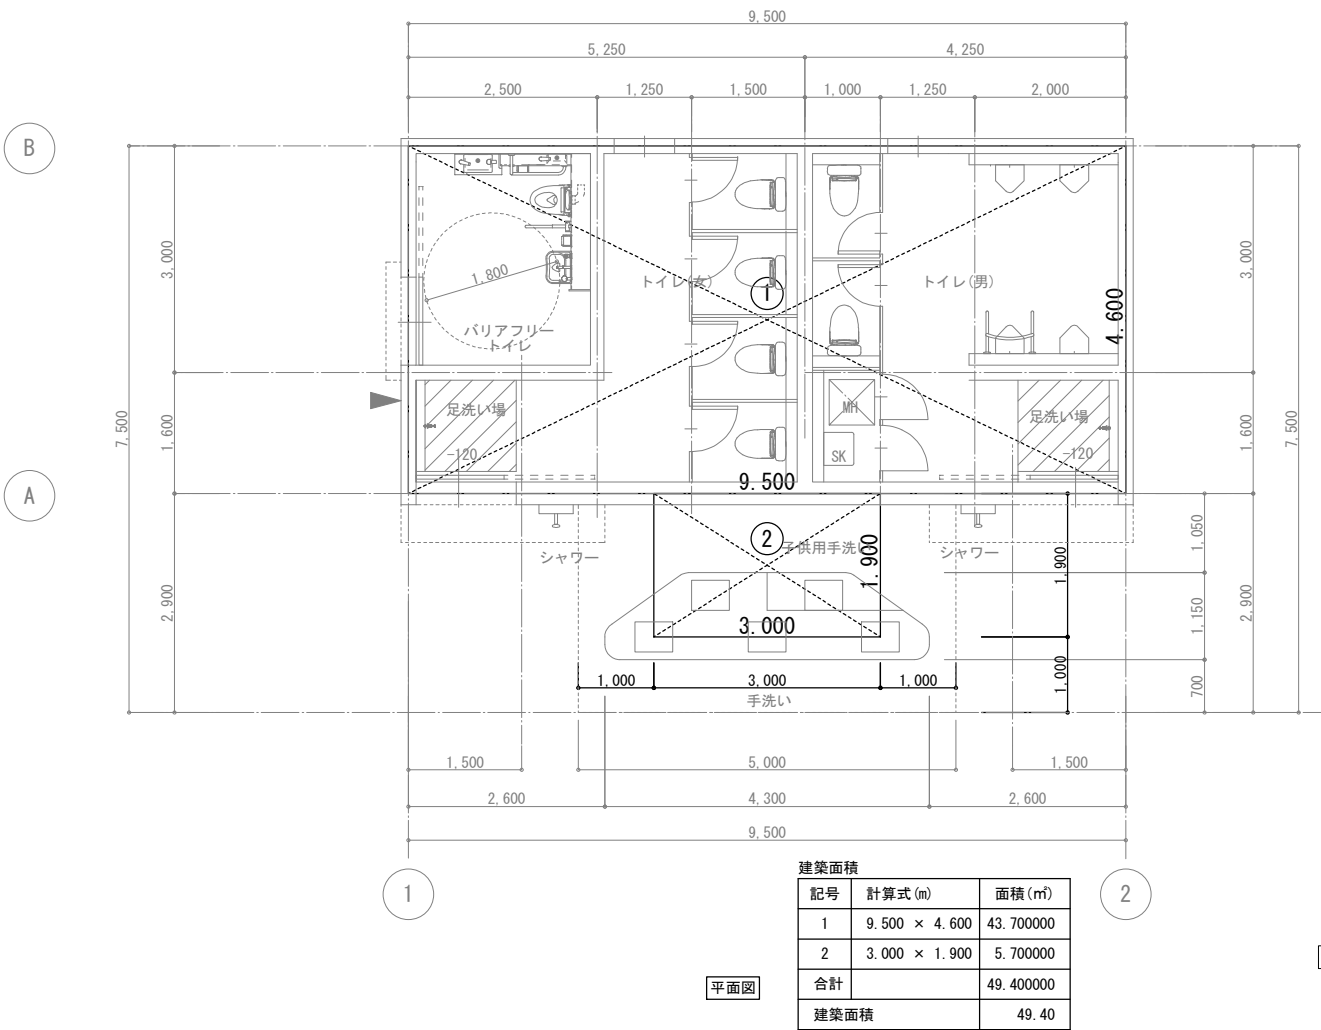 9,500
5,250
4,250
2,500
1,250
1,500
1,000
1,250
2,000
B
3,000
1,600
2,900
7,500
A
1,800
バリアフリー
トイレ
トイレ(女)
1
トイレ(男)
4.600
3,000
1,600
2,900
7,500
足洗い場
-120
MH
SK
足洗い場
-120
9.500
2
子供用手洗い
1.900
3.000
シャワー
シャワー
1,900
1,000
1,050
1,150
700
1,000
3,000
1,000
手洗い
1,500
5,000
1,500
2,600
4,300
2,600
9,500
1
2
建築面積
記号 計算式(m) 面積(㎡)
1 9.500 × 4.600 43.700000
2 3.000 × 1.900 5.700000
合計 49.400000
建築面積 49.40
平面図